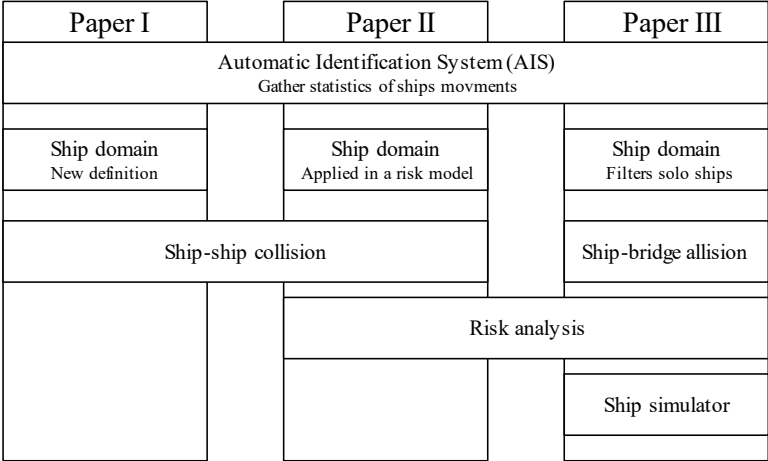 Paper I
Paper II
Paper III
Automatic Identification System (AIS)
Gather statistics of ships movments
Ship domain
New definition
Ship domain
Applied in a risk model
Ship domain
Filters solo ships
Ship-ship collision
Ship-bridge allision
Risk analysis
Ship simulator